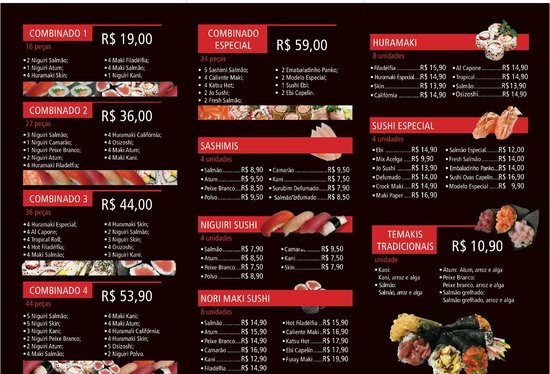 COMBINADO 1
16 peças
R$ 19,00
• 2 Niguiri Salmão;
• 1 Niguiri Atum;
• 4 Huramaki Skin;
• 4 Maki Filadélfia;
• 4 Maki Salmão;
• 1 Niguiri Kani.
COMBINADO 2
27 peças
R$ 36,00
• 3 Niguiri Salmão;
• 1 Niguiri Camarão;
• 1 Niguiri Peixe Branco;
• 2 Niguiri Atum;
• 4 Huramaki Filadélfia;
• 4 Huramaki Califórnia;
• 4 Osizoshi;
• 4 Maki Atum;
• 4 Maki Kani.
COMBINADO 3
36 peças
R$ 44,00
• 4 Huramaki Especial;
• 4 Al Capone;
• 4 Tropical Roll;
• 4 Hot Filadélfia;
• 4 Maki Salmão;
• 4 Huramaki Skin;
• 2 Niguiri Salmão;
• 3 Niguiri Skin;
• 3 Niguiri Kani;
• 4 Osizoshi.
COMBINADO 4
44 peças
R$ 53,90
• 5 Niguiri Salmão;
• 5 Niguiri Skin;
• 3 Niguiri Kani;
• 2 Niguiri Atum;
• 4 Maki Salmão;
• 4 Maki Kani;
• 4 Maki Atum;
• 4 Huramali Califórnia;
• 2 Niguiri Peixe Branco;
• 4 Huramaki Skin;
• 5 Osizoshi;
• 2 Niguiri Polvo.
COMBINADO
ESPECIAL
24 peças
R$ 59,00
• 5 Sashimi Salmão;
• 4 Caliente Maki;
• 4 Katsu Hot;
• 2 Jo Sushi;
• 2 Fresh Salmão;
• 2 Emabaladinho Panko;
• 2 Modelo Especial;
• 1 Sushi Ebi;
• 2 Ebi Capelin.
SASHIMIS
4 unidades
• Salmão ..... R$ 8,90
• Atum ..... R$ 9,50
• Peixe Branco .. R$ 8,50
• Polvo ..... R$ 9,50
• Camarão ..... R$ 9,50
• Kani ..... R$ 7,50
• Surubim Defumado ... R$ 7,90
• Salmão Defumado R$ 8,50
NIGUIRI SUSHI
4 unidades
• Salmão ..... R$ 7,90
• Atum ..... R$ 8,50
• Peixe Branco . R$ 7,50
• Polvo ..... R$ 8,90
• Camarão ..... R$ 9,50
• Kani ..... R$ 7,50
• Skin ..... R$ 7,90
NORI MAKI SUSHI
8 unidades
• Salmão ..... R$ 14,90
• Atum ..... R$ 15,90
• Peixe Branco .... R$ 14,90
• Camarão ..... R$ 16,90
• Kani ..... R$ 12,90
• Filadélfia ..... R$ 14,90
• Hot Filadélfia ... R$ 15,90
• Caliente Maki . R$ 16,90
• Katsu Hot ..... R$ 17,90
• Ebi Capelin ..... R$ 17,90
• Furay Maki ..... R$ 19,90
HURAMAKI
8 unidades
• Filadélfia ..... R$ 15,90
• Huramaki Especial .. R$ 14,90
• Skin ..... R$ 13,90
• Califórnia ..... R$ 14,90
• Al Capone ..... R$ 14,90
• Tropical ..... R$ 14,90
• Salmão ..... R$13,90
• Osizoshi ..... R$ 14,90
SUSHI ESPECIAL
4 unidades
• Ebi ..... R$ 14,90
• Mix Acelga ..... R$ 9,90
• Jo Sushi ..... R$ 13,90
• Defumado ..... R$ 14,00
• Crock Maki ..... R$ 14,90
• Maki Paper ..... R$ 16,90
• Salmão Especial ..... R$ 12,00
• Fresh Salmão ..... R$ 14,00
• Embaladinho Panko ... R$ 14,00
• Sushi Ovas Capelin .. R$ 16,90
• Modelo Especial .... R$ 9,90
TEMAKIS
TRADICIONAIS
unidade
R$ 10,90
• Kani:
Kani, arroz e alga
• Salmão:
Salmão, arroz e alga
• Atum: Atum, arroz e alga
• Peixe Branco:
Peixe branco, arroz e alga
• Salmão grelhado:
Salmão grelhado, arroz e alga